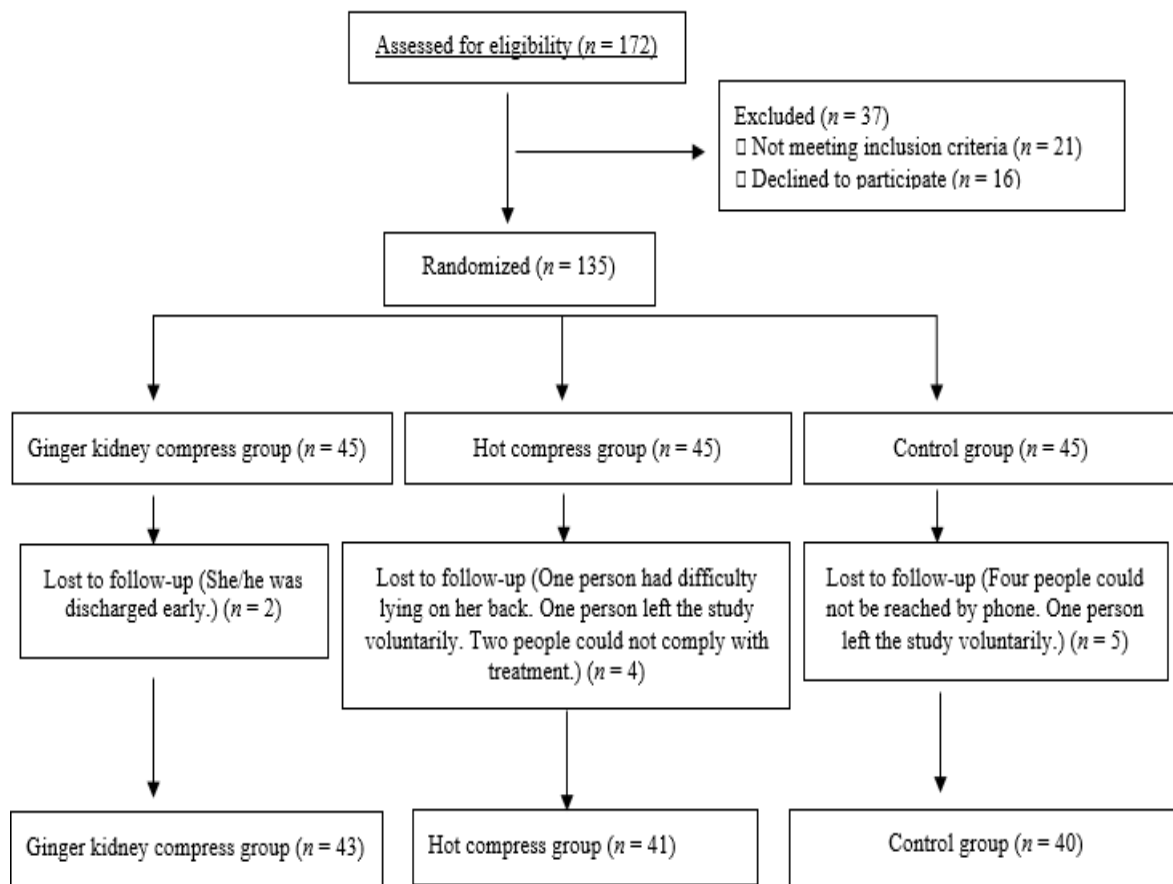 Assessed for eligibility (n = 172)
Excluded (n = 37)
▯ Not meeting inclusion criteria (n = 21)
▯ Declined to participate (n = 16)
Randomized (n = 135)
Ginger kidney compress group (n = 45)
Hot compress group (n = 45)
Control group (n = 45)
Lost to follow-up (She/he was
discharged early.) (n = 2)
Lost to follow-up (One person had difficulty
lying on her back. One person left the study
voluntarily. Two people could not comply with
treatment.) (n = 4)
Lost to follow-up (Four people could
not be reached by phone. One person
left the study voluntarily.) (n = 5)
Ginger kidney compress group (n = 43)
Hot compress group (n = 41)
Control group (n = 40)